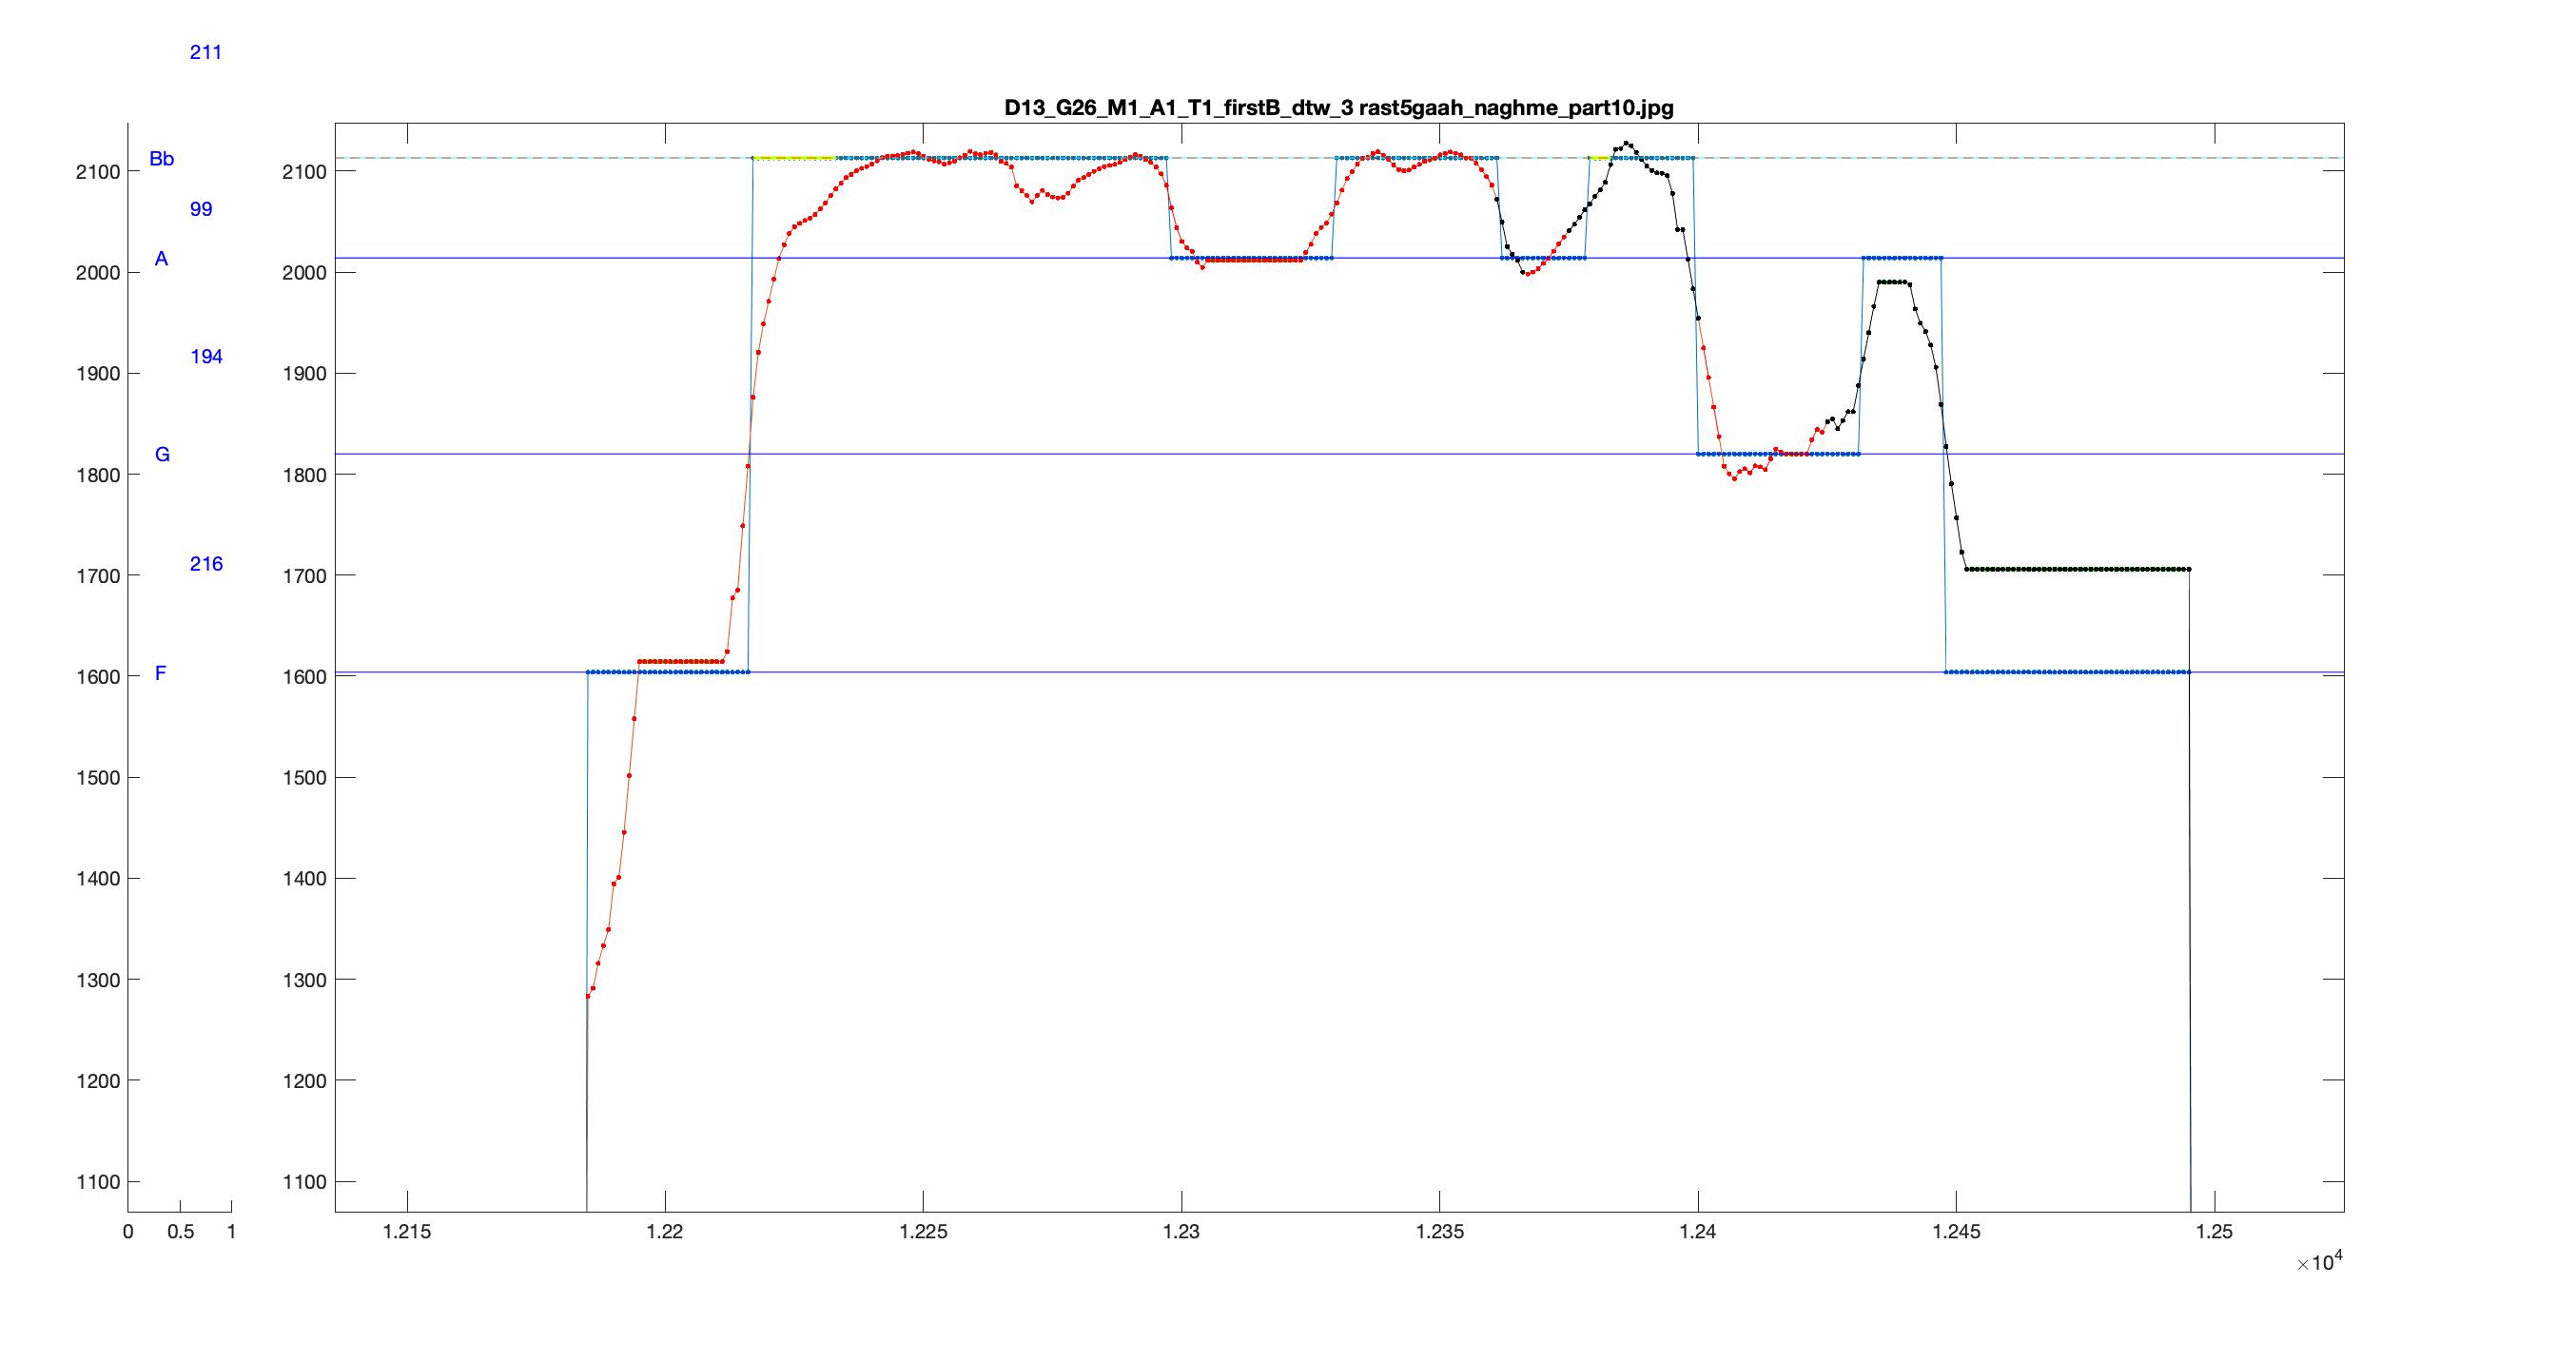 211
D13_G26_M1_A1_T1_firstB_dtw_3 rast5gaah_naghme_part10.jpg
Bb
2100 2100
99
A
2000 2000
194
1900 1900
G
1800 1800
216
1700 1700
F
1600 1600
1500 1500
1400 1400
1300 1300
1200 1200
1100 1100
0 0.5 1 1.215 1.22 1.225 1.23 1.235 1.24 1.245 1.25
×10⁴